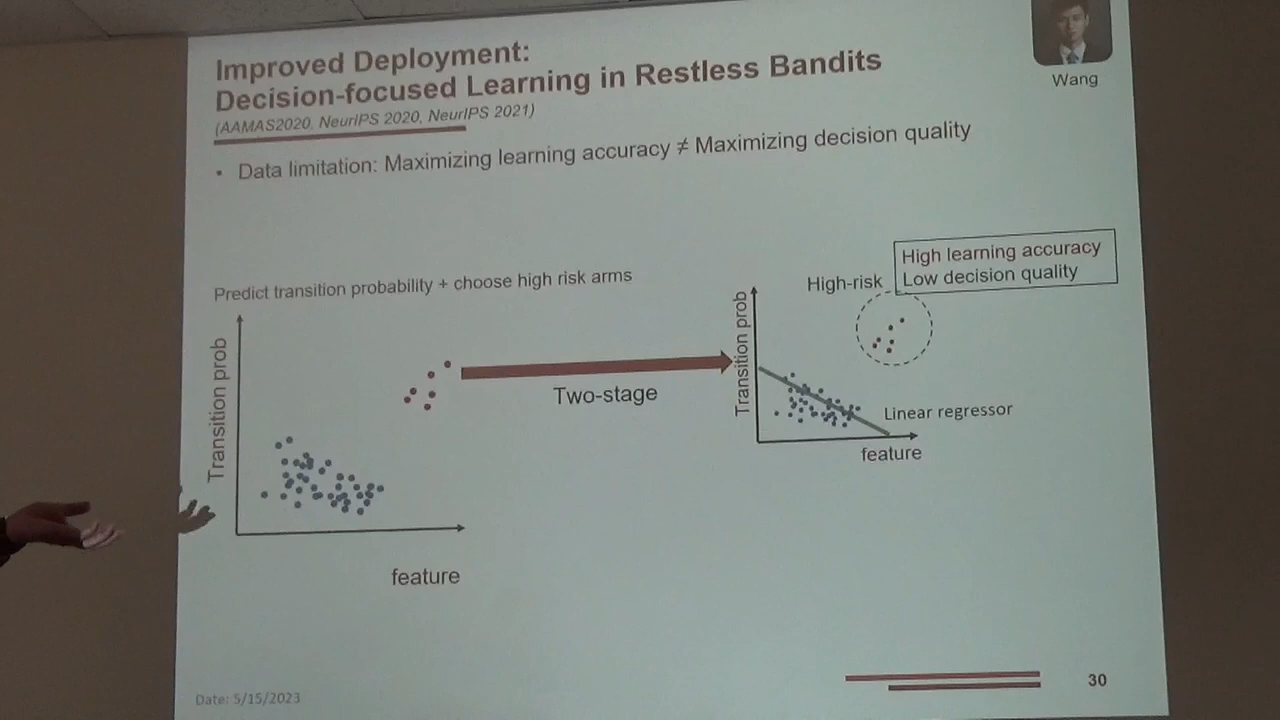 Improved Deployment:
Decision-focused Learning in Restless Bandits
(AAMAS2020, NeurIPS 2020, NeurIPS 2021)
Wang
• Data limitation: Maximizing learning accuracy ≠ Maximizing decision quality
Predict transition probability + choose high risk arms
Transition prob
feature
Two-stage
High-risk
High learning accuracy
Low decision quality
Transition prob
Linear regressor
feature
Date: 5/15/2023
30